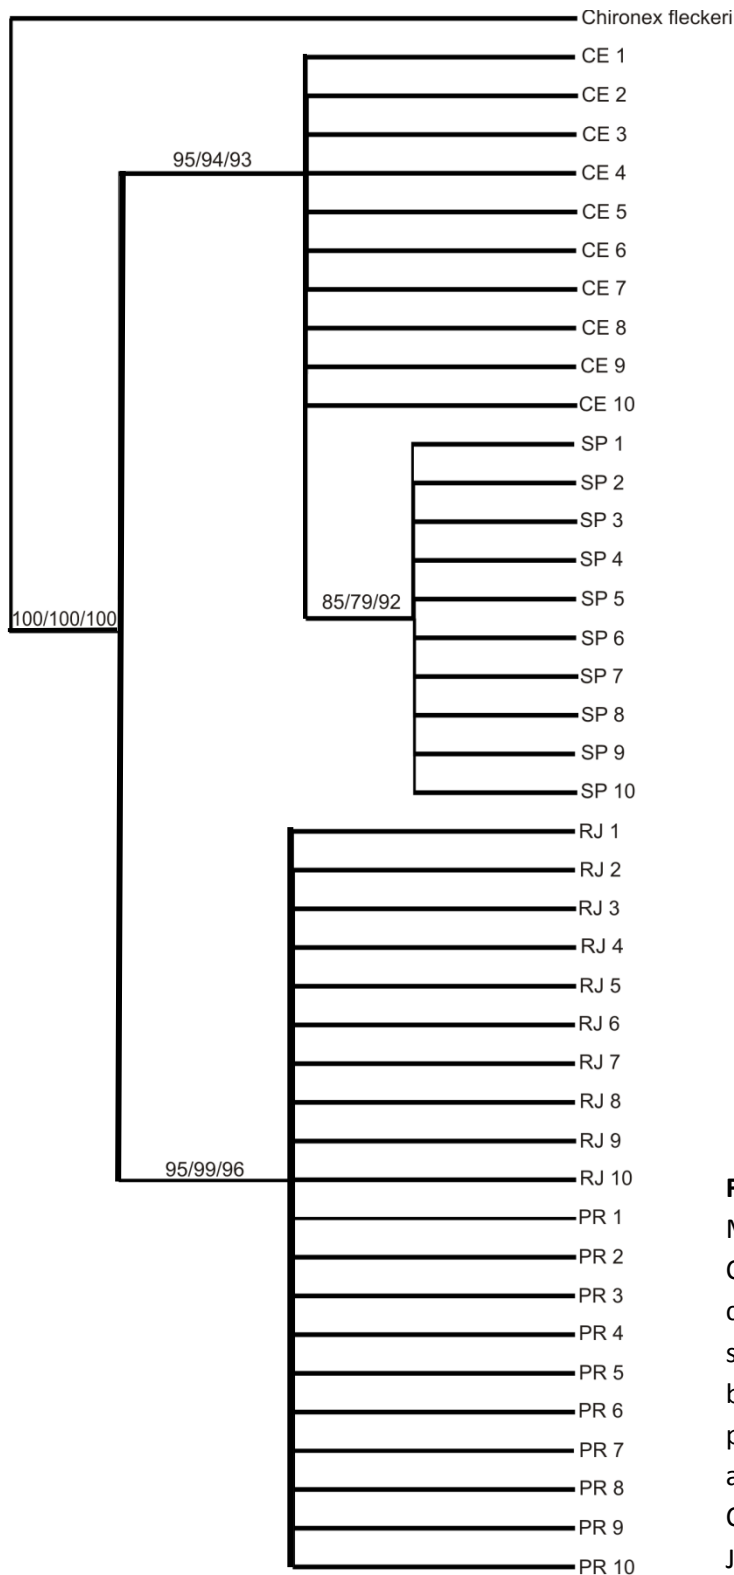 Chironex fleckeri
CE 1
CE 2
CE 3
95/94/93
CE 4
CE 5
CE 6
CE 7
CE 8
CE 9
CE 10
SP 1
SP 2
SP 3
SP 4
SP 5
85/79/92
100/100/100
SP 6
SP 7
SP 8
SP 9
SP 10
RJ 1
RJ 2
RJ 3
RJ 4
RJ 5
RJ 6
RJ 7
RJ 8
RJ 9
95/99/96
RJ 10
PR 1
PR 2
PR 3
PR 4
PR 5
PR 6
PR 7
PR 8
PR 9
PR 10